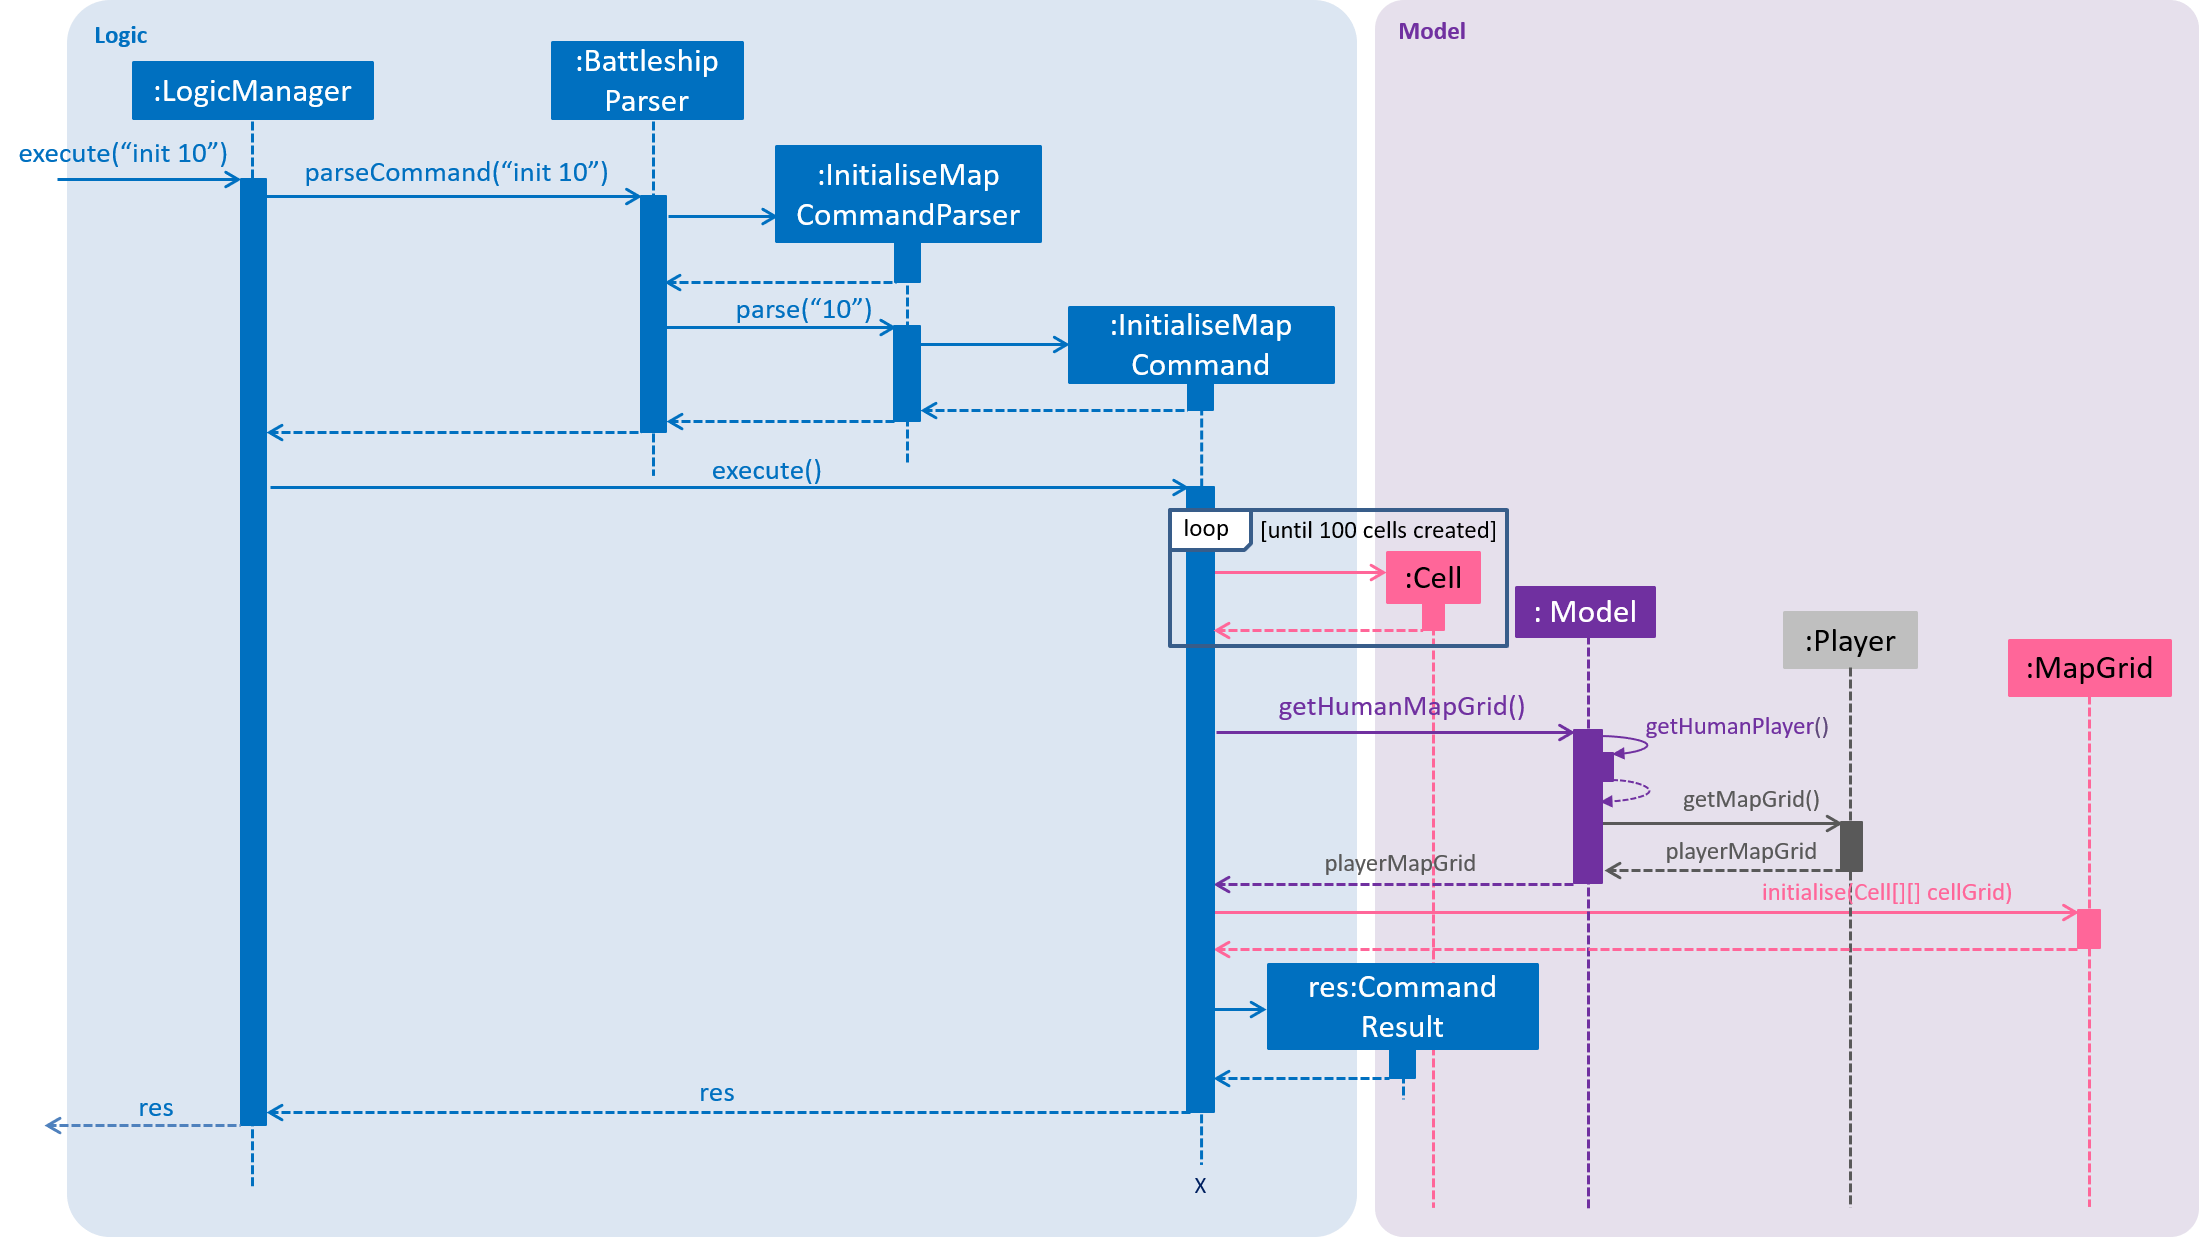 Logic
Model
:LogicManager
:Battleship
Parser
execute(“init 10”)
parseCommand(“init 10”)
:InitialiseMap
CommandParser
parse(“10”)
:InitialiseMap
Command
execute()
loop
[until 100 cells created]
:Cell
: Model
:Player
:MapGrid
getHumanMapGrid()
getHumanPlayer()
getMapGrid()
playerMapGrid
playerMapGrid
initialise(Cell[][] cellGrid)
res:Command
Result
res
res
X